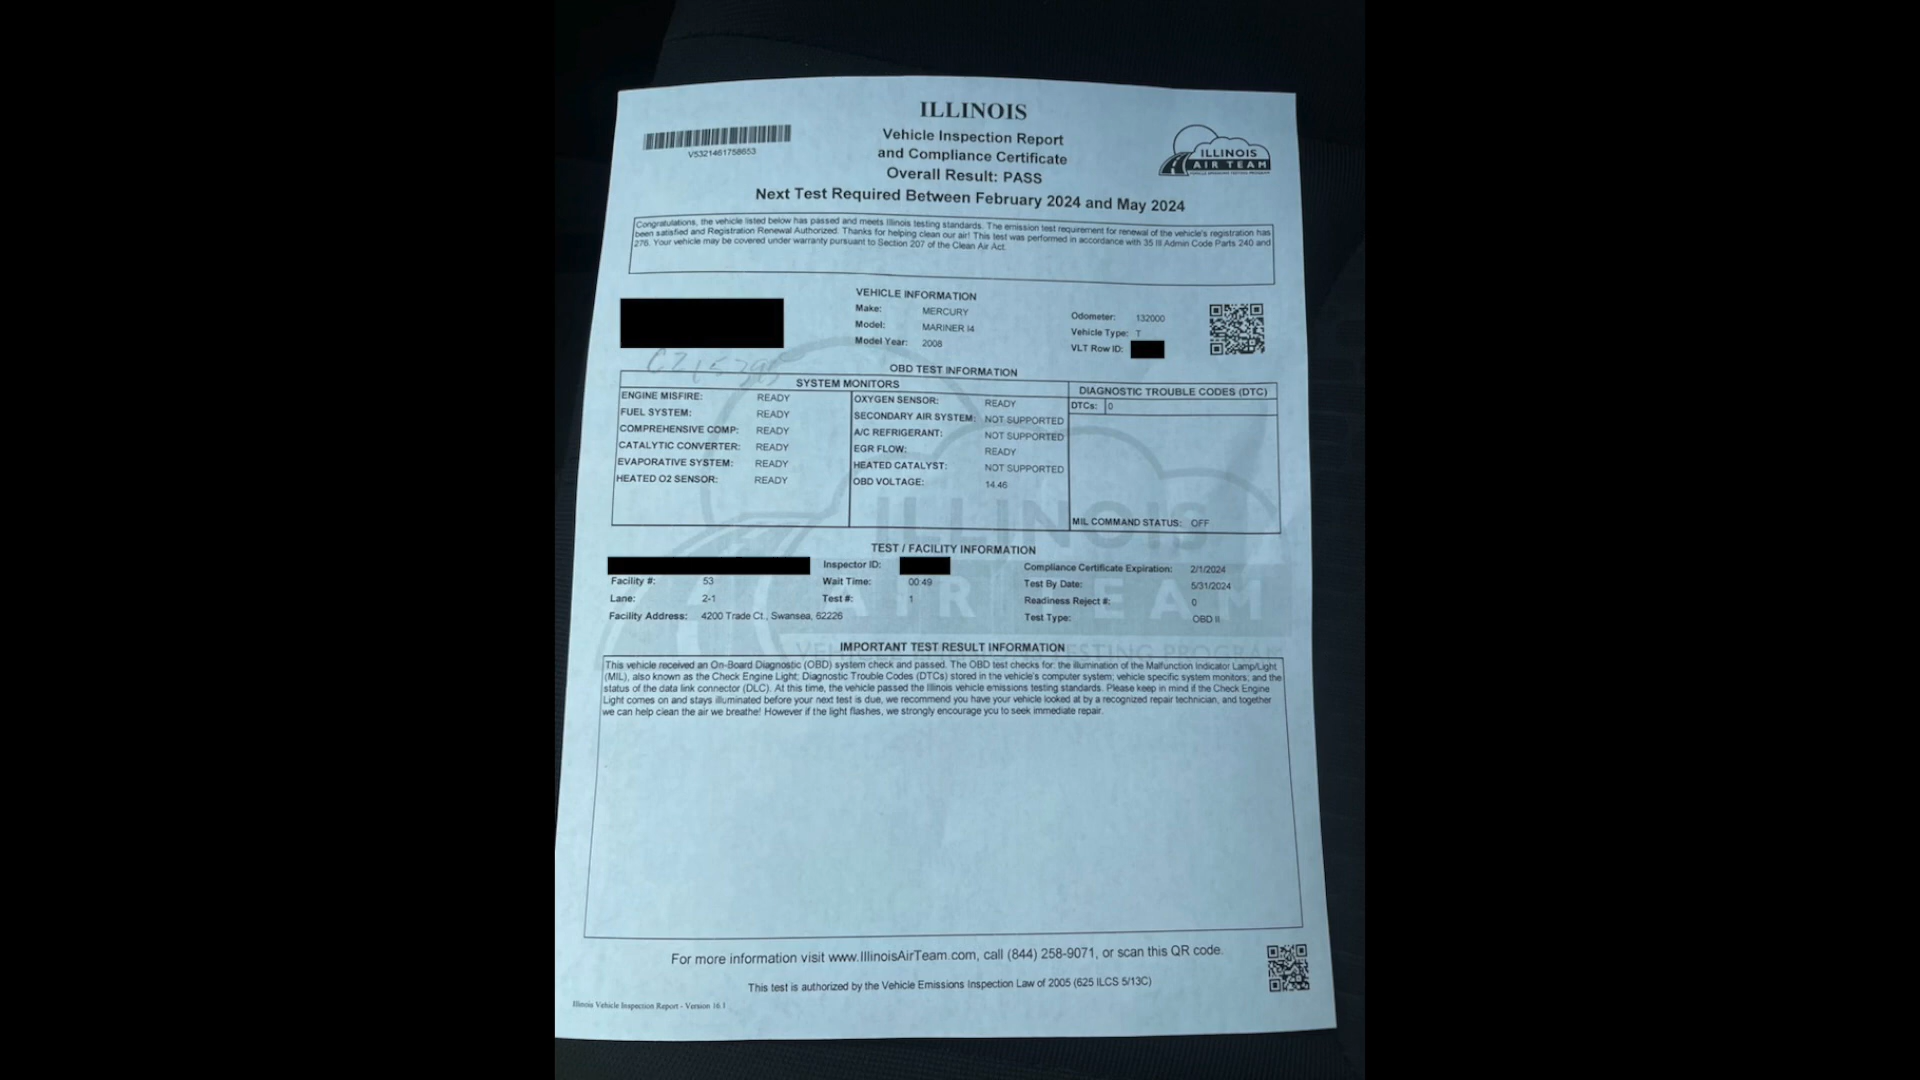 ILLINOIS
V5321461758653
Vehicle Inspection Report
and Compliance Certificate
Overall Result: PASS
Next Test Required Between February 2024 and May 2024
ILLINOIS
AIR TEAM
Congratulations, the vehicle listed below has passed and meets Illinois testing standards. The emission test requirement for renewal of the vehicle's registration has
been satisfied and Registration Renewal Authorized. Thanks for helping clean our air! This test was performed in accordance with 35 Ill Admin Code Parts 240 and
276. Your vehicle may be covered under warranty pursuant to Section 207 of the Clean Air Act.
VEHICLE INFORMATION
Make: MERCURY
Model: MARINER I4
Model Year: 2008
Odometer: 132000
Vehicle Type: T
VLT Row ID:
OBD TEST INFORMATION
SYSTEM MONITORS
ENGINE MISFIRE: READY
FUEL SYSTEM: READY
COMPREHENSIVE COMP: READY
CATALYTIC CONVERTER: READY
EVAPORATIVE SYSTEM: READY
HEATED O2 SENSOR: READY
OXYGEN SENSOR: READY
SECONDARY AIR SYSTEM: NOT SUPPORTED
A/C REFRIGERANT: NOT SUPPORTED
EGR FLOW: READY
HEATED CATALYST: NOT SUPPORTED
OBD VOLTAGE: 14.46
DIAGNOSTIC TROUBLE CODES (DTC)
DTCs: 0
MIL COMMAND STATUS: OFF
TEST / FACILITY INFORMATION
Facility #: 53
Lane: 2-1
Facility Address: 4200 Trade Ct., Swansea, 62226
Inspector ID:
Wait Time: 00:49
Test #: 1
Compliance Certificate Expiration: 2/1/2024
Test By Date: 5/31/2024
Readiness Reject #: 0
Test Type: OBD II
ILLINOIS
AIR TEAM
IMPORTANT TEST RESULT INFORMATION
This vehicle received an On-Board Diagnostic (OBD) system check and passed. The OBD test checks for: the illumination of the Malfunction Indicator Lamp/Light
(MIL), also known as the Check Engine Light; Diagnostic Trouble Codes (DTCs) stored in the vehicle's computer system; vehicle specific system monitors; and the
status of the data link connector (DLC). At this time, the vehicle passed the Illinois vehicle emissions testing standards. Please keep in mind if the Check Engine
Light comes on and stays illuminated before your next test is due, we recommend you have your vehicle looked at by a recognized repair technician, and together
we can help clean the air we breathe! However if the light flashes, we strongly encourage you to seek immediate repair.
For more information visit www.IllinoisAirTeam.com, call (844) 258-9071, or scan this QR code.
This test is authorized by the Vehicle Emissions Inspection Law of 2005 (625 ILCS 5/13C)
Illinois Vehicle Inspection Report - Version 16.1